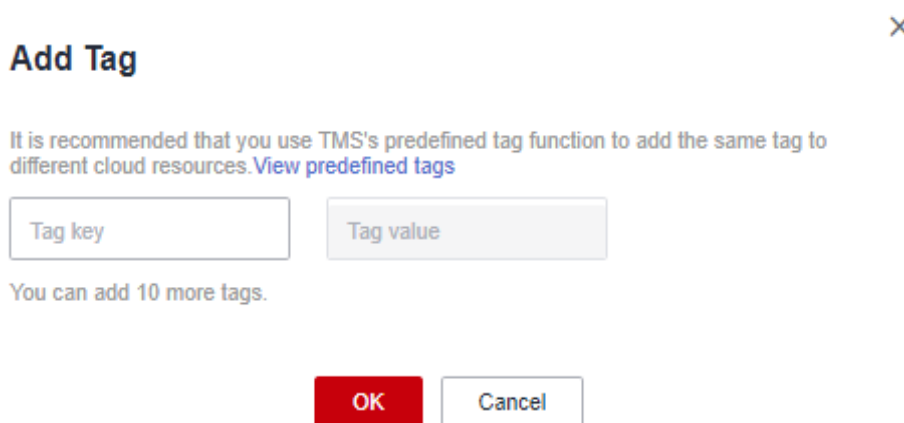 Add Tag
It is recommended that you use TMS's predefined tag function to add the same tag to
different cloud resources.View predefined tags
Tag key Tag value
You can add 10 more tags.
OK Cancel